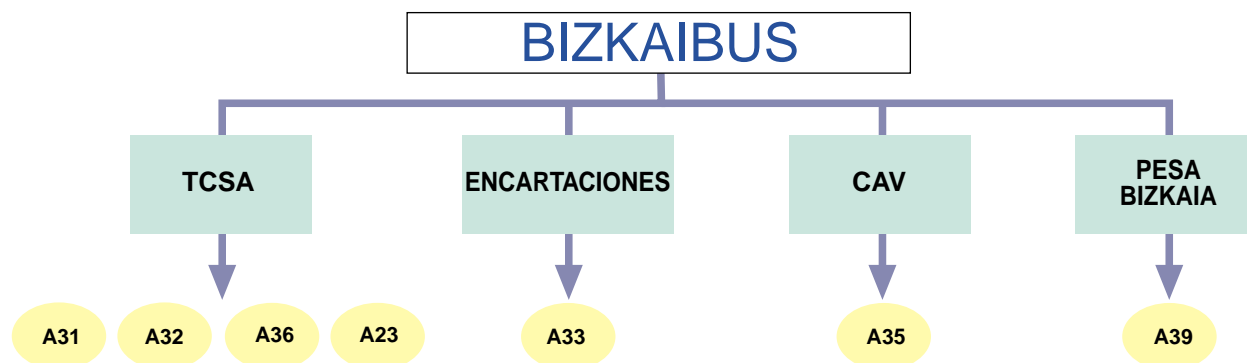 BIZKAIBUS
TCSA
ENCARTACIONES
CAV
PESA
BIZKAIA
A31
A32
A36
A23
A33
A35
A39